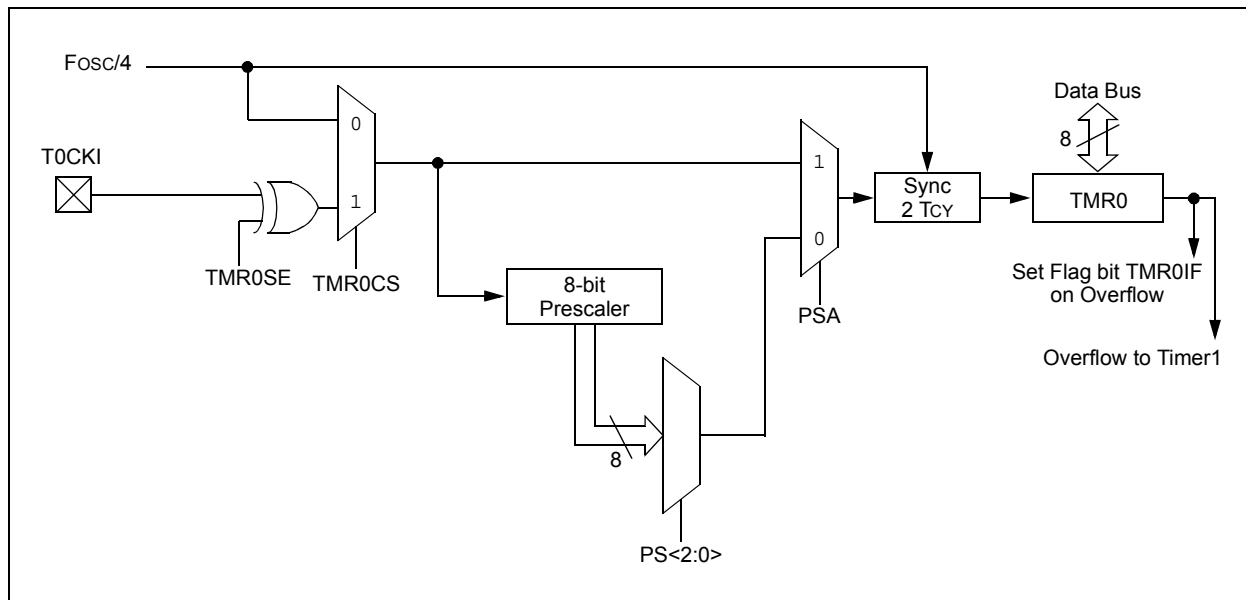 Fosc/4
Data Bus
8
T0CKI
0
1
1
0
Sync
2 Tcy
TMR0
TMR0SE
TMR0CS
8-bit
Prescaler
PSA
Set Flag bit TMR0IF
on Overflow
Overflow to Timer1
8
PS<2:0>